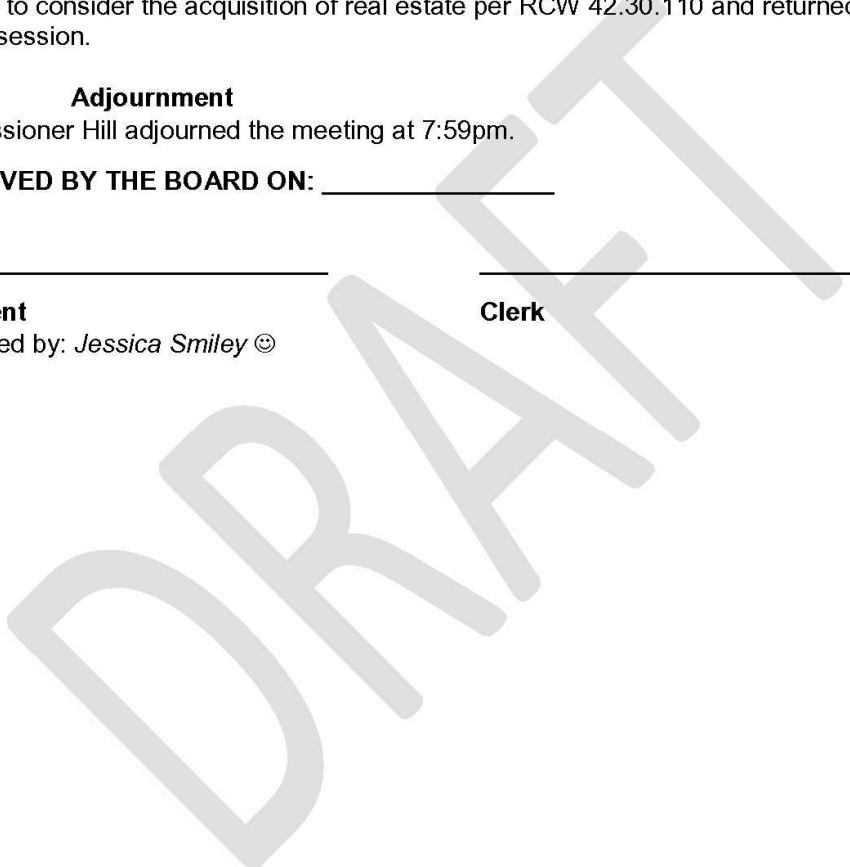 to consider the acquisition of real estate per RCW 42.30.110 and returned
session.
Adjournment
ssioner Hill adjourned the meeting at 7:59pm.
VED BY THE BOARD ON: ________________
ent Clerk
ed by: Jessica Smiley ☺
DRAFT